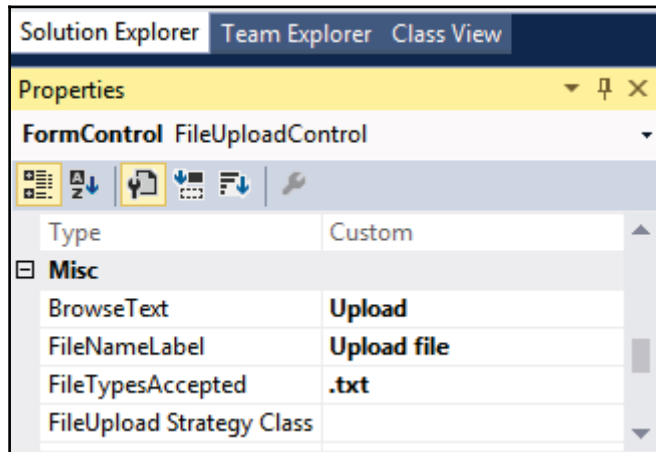 Solution Explorer Team Explorer Class View
Properties
FormControl FileUploadControl
Type Custom
Misc
BrowseText Upload
FileNameLabel Upload file
FileTypesAccepted .txt
FileUpload Strategy Class